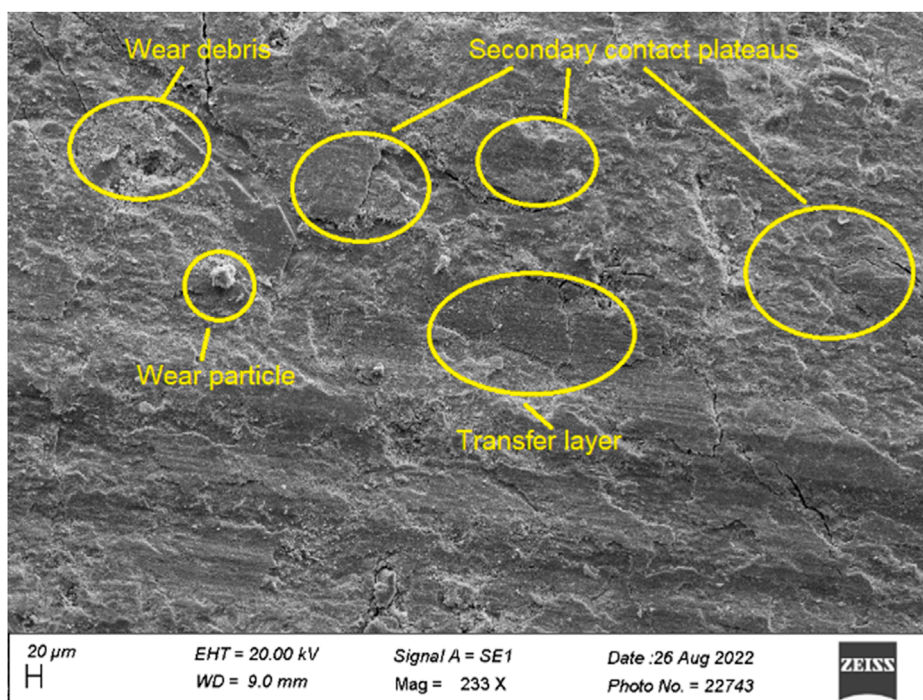 Wear debris
Secondary contact plateaus
Wear particle
Transfer layer
20 µm
EHT = 20.00 kV
Signal A = SE1
Date :26 Aug 2022
ZEISS
WD = 9.0 mm
Mag = 233 X
Photo No. = 22743